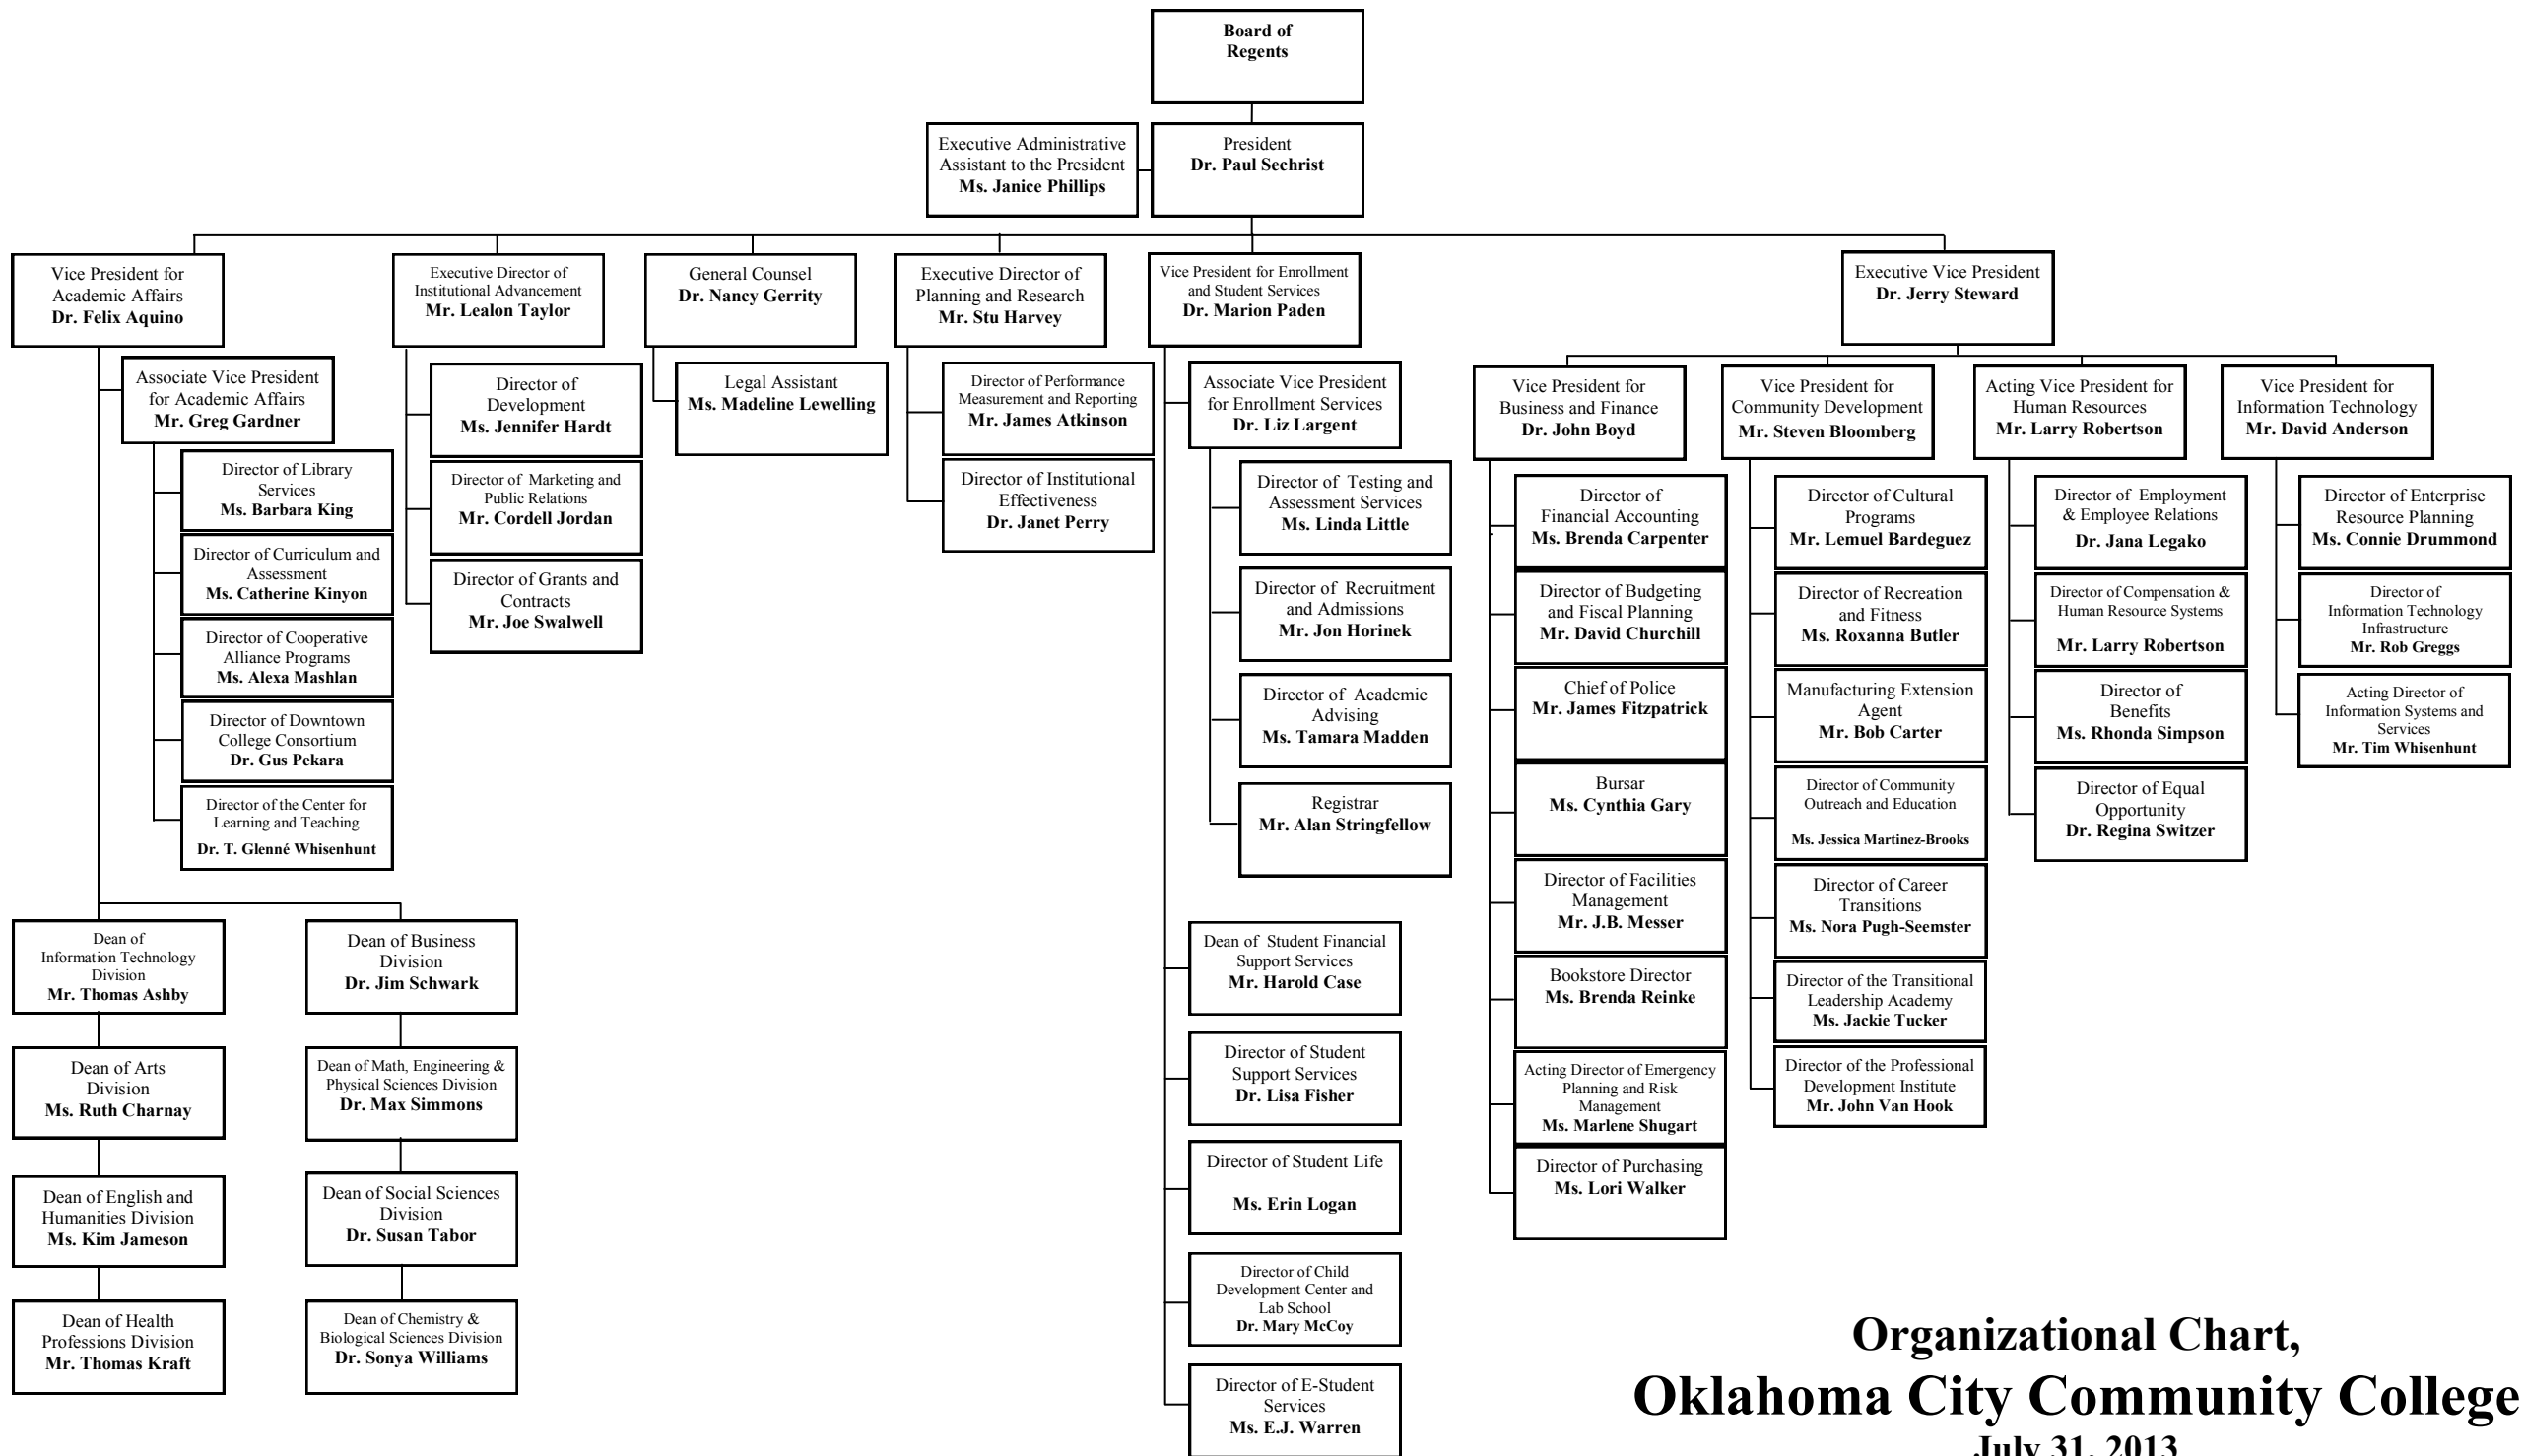 Board of
Regents
Executive Administrative
Assistant to the President
Ms. Janice Phillips
President
Dr. Paul Sechrist
Vice President for
Academic Affairs
Dr. Felix Aquino
Executive Director of
Institutional Advancement
Mr. Lealon Taylor
General Counsel
Dr. Nancy Gerrity
Executive Director of
Planning and Research
Mr. Stu Harvey
Vice President for Enrollment
and Student Services
Dr. Marion Paden
Executive Vice President
Dr. Jerry Steward
Associate Vice President
for Academic Affairs
Mr. Greg Gardner
Director of Library
Services
Ms. Barbara King
Director of Curriculum and
Assessment
Ms. Catherine Kinyon
Director of Cooperative
Alliance Programs
Ms. Alexa Mashlan
Director of Downtown
College Consortium
Dr. Gus Pekara
Director of the Center for
Learning and Teaching
Dr. T. Glenné Whisenhunt
Dean of
Information Technology
Division
Mr. Thomas Ashby
Dean of Arts
Division
Ms. Ruth Charnay
Dean of English and
Humanities Division
Ms. Kim Jameson
Dean of Health
Professions Division
Mr. Thomas Kraft
Dean of Business
Division
Dr. Jim Schwark
Dean of Math, Engineering &
Physical Sciences Division
Dr. Max Simmons
Dean of Social Sciences
Division
Dr. Susan Tabor
Dean of Chemistry &
Biological Sciences Division
Dr. Sonya Williams
Director of
Development
Ms. Jennifer Hardt
Director of Marketing and
Public Relations
Mr. Cordell Jordan
Director of Grants and
Contracts
Mr. Joe Swalwell
Legal Assistant
Ms. Madeline Lewelling
Director of Performance
Measurement and Reporting
Mr. James Atkinson
Director of Institutional
Effectiveness
Dr. Janet Perry
Associate Vice President
for Enrollment Services
Dr. Liz Largent
Director of Testing and
Assessment Services
Ms. Linda Little
Director of Recruitment
and Admissions
Mr. Jon Horinek
Director of Academic
Advising
Ms. Tamara Madden
Registrar
Mr. Alan Stringfellow
Dean of Student Financial
Support Services
Mr. Harold Case
Director of Student
Support Services
Dr. Lisa Fisher
Director of Student Life
Ms. Erin Logan
Director of Child
Development Center and
Lab School
Dr. Mary McCoy
Director of E-Student
Services
Ms. E.J. Warren
Vice President for
Business and Finance
Dr. John Boyd
Director of
Financial Accounting
Ms. Brenda Carpenter
Director of Budgeting
and Fiscal Planning
Mr. David Churchill
Chief of Police
Mr. James Fitzpatrick
Bursar
Ms. Cynthia Gary
Director of Facilities
Management
Mr. J.B. Messer
Bookstore Director
Ms. Brenda Reinke
Acting Director of Emergency
Planning and Risk
Management
Ms. Marlene Shugart
Director of Purchasing
Ms. Lori Walker
Vice President for
Community Development
Mr. Steven Bloomberg
Director of Cultural
Programs
Mr. Lemuel Bardeguez
Director of Recreation
and Fitness
Ms. Roxanna Butler
Manufacturing Extension
Agent
Mr. Bob Carter
Director of Community
Outreach and Education
Ms. Jessica Martinez-Brooks
Director of Career
Transitions
Ms. Nora Pugh-Seemster
Director of the Transitional
Leadership Academy
Ms. Jackie Tucker
Director of the Professional
Development Institute
Mr. John Van Hook
Acting Vice President for
Human Resources
Mr. Larry Robertson
Director of Employment
& Employee Relations
Dr. Jana Legako
Director of Compensation &
Human Resource Systems
Mr. Larry Robertson
Director of
Benefits
Ms. Rhonda Simpson
Director of Equal
Opportunity
Dr. Regina Switzer
Vice President for
Information Technology
Mr. David Anderson
Director of Enterprise
Resource Planning
Ms. Connie Drummond
Director of
Information Technology
Infrastructure
Mr. Rob Greggs
Acting Director of
Information Systems and
Services
Mr. Tim Whisenhunt
Organizational Chart,
Oklahoma City Community College
July 31, 2013